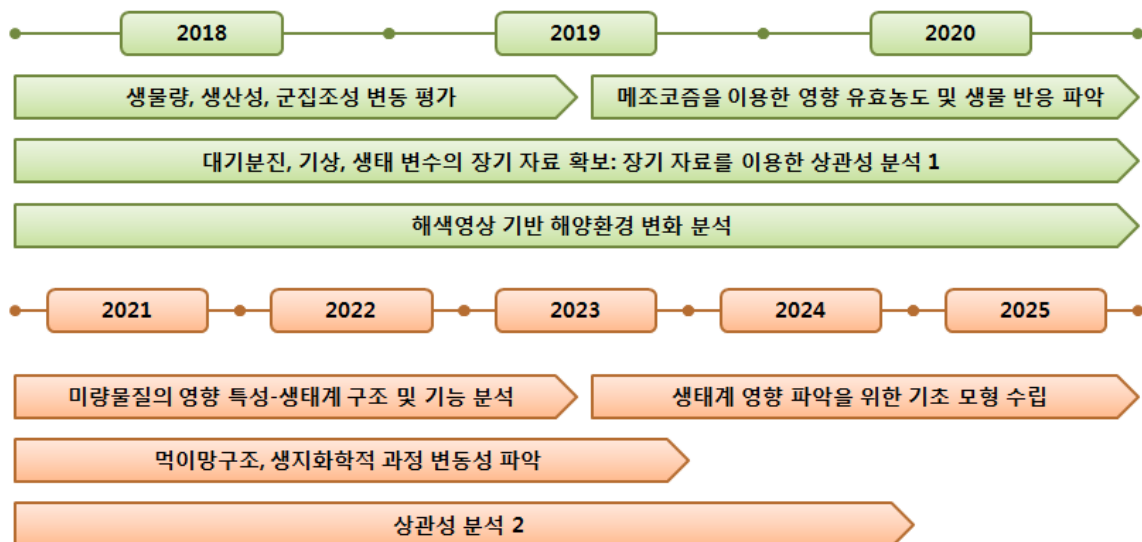 2018
2019
2020
생물량, 생산성, 군집조성 변동 평가
메조코즘을 이용한 영향 유효농도 및 생물 반응 파악
대기분진, 기상, 생태 변수의 장기 자료 확보: 장기 자료를 이용한 상관성 분석 1
해색영상 기반 해양환경 변화 분석
2021
2022
2023
2024
2025
미량물질의 영향 특성-생태계 구조 및 기능 분석
생태계 영향 파악을 위한 기초 모형 수립
먹이망구조, 생지화학적 과정 변동성 파악
상관성 분석 2